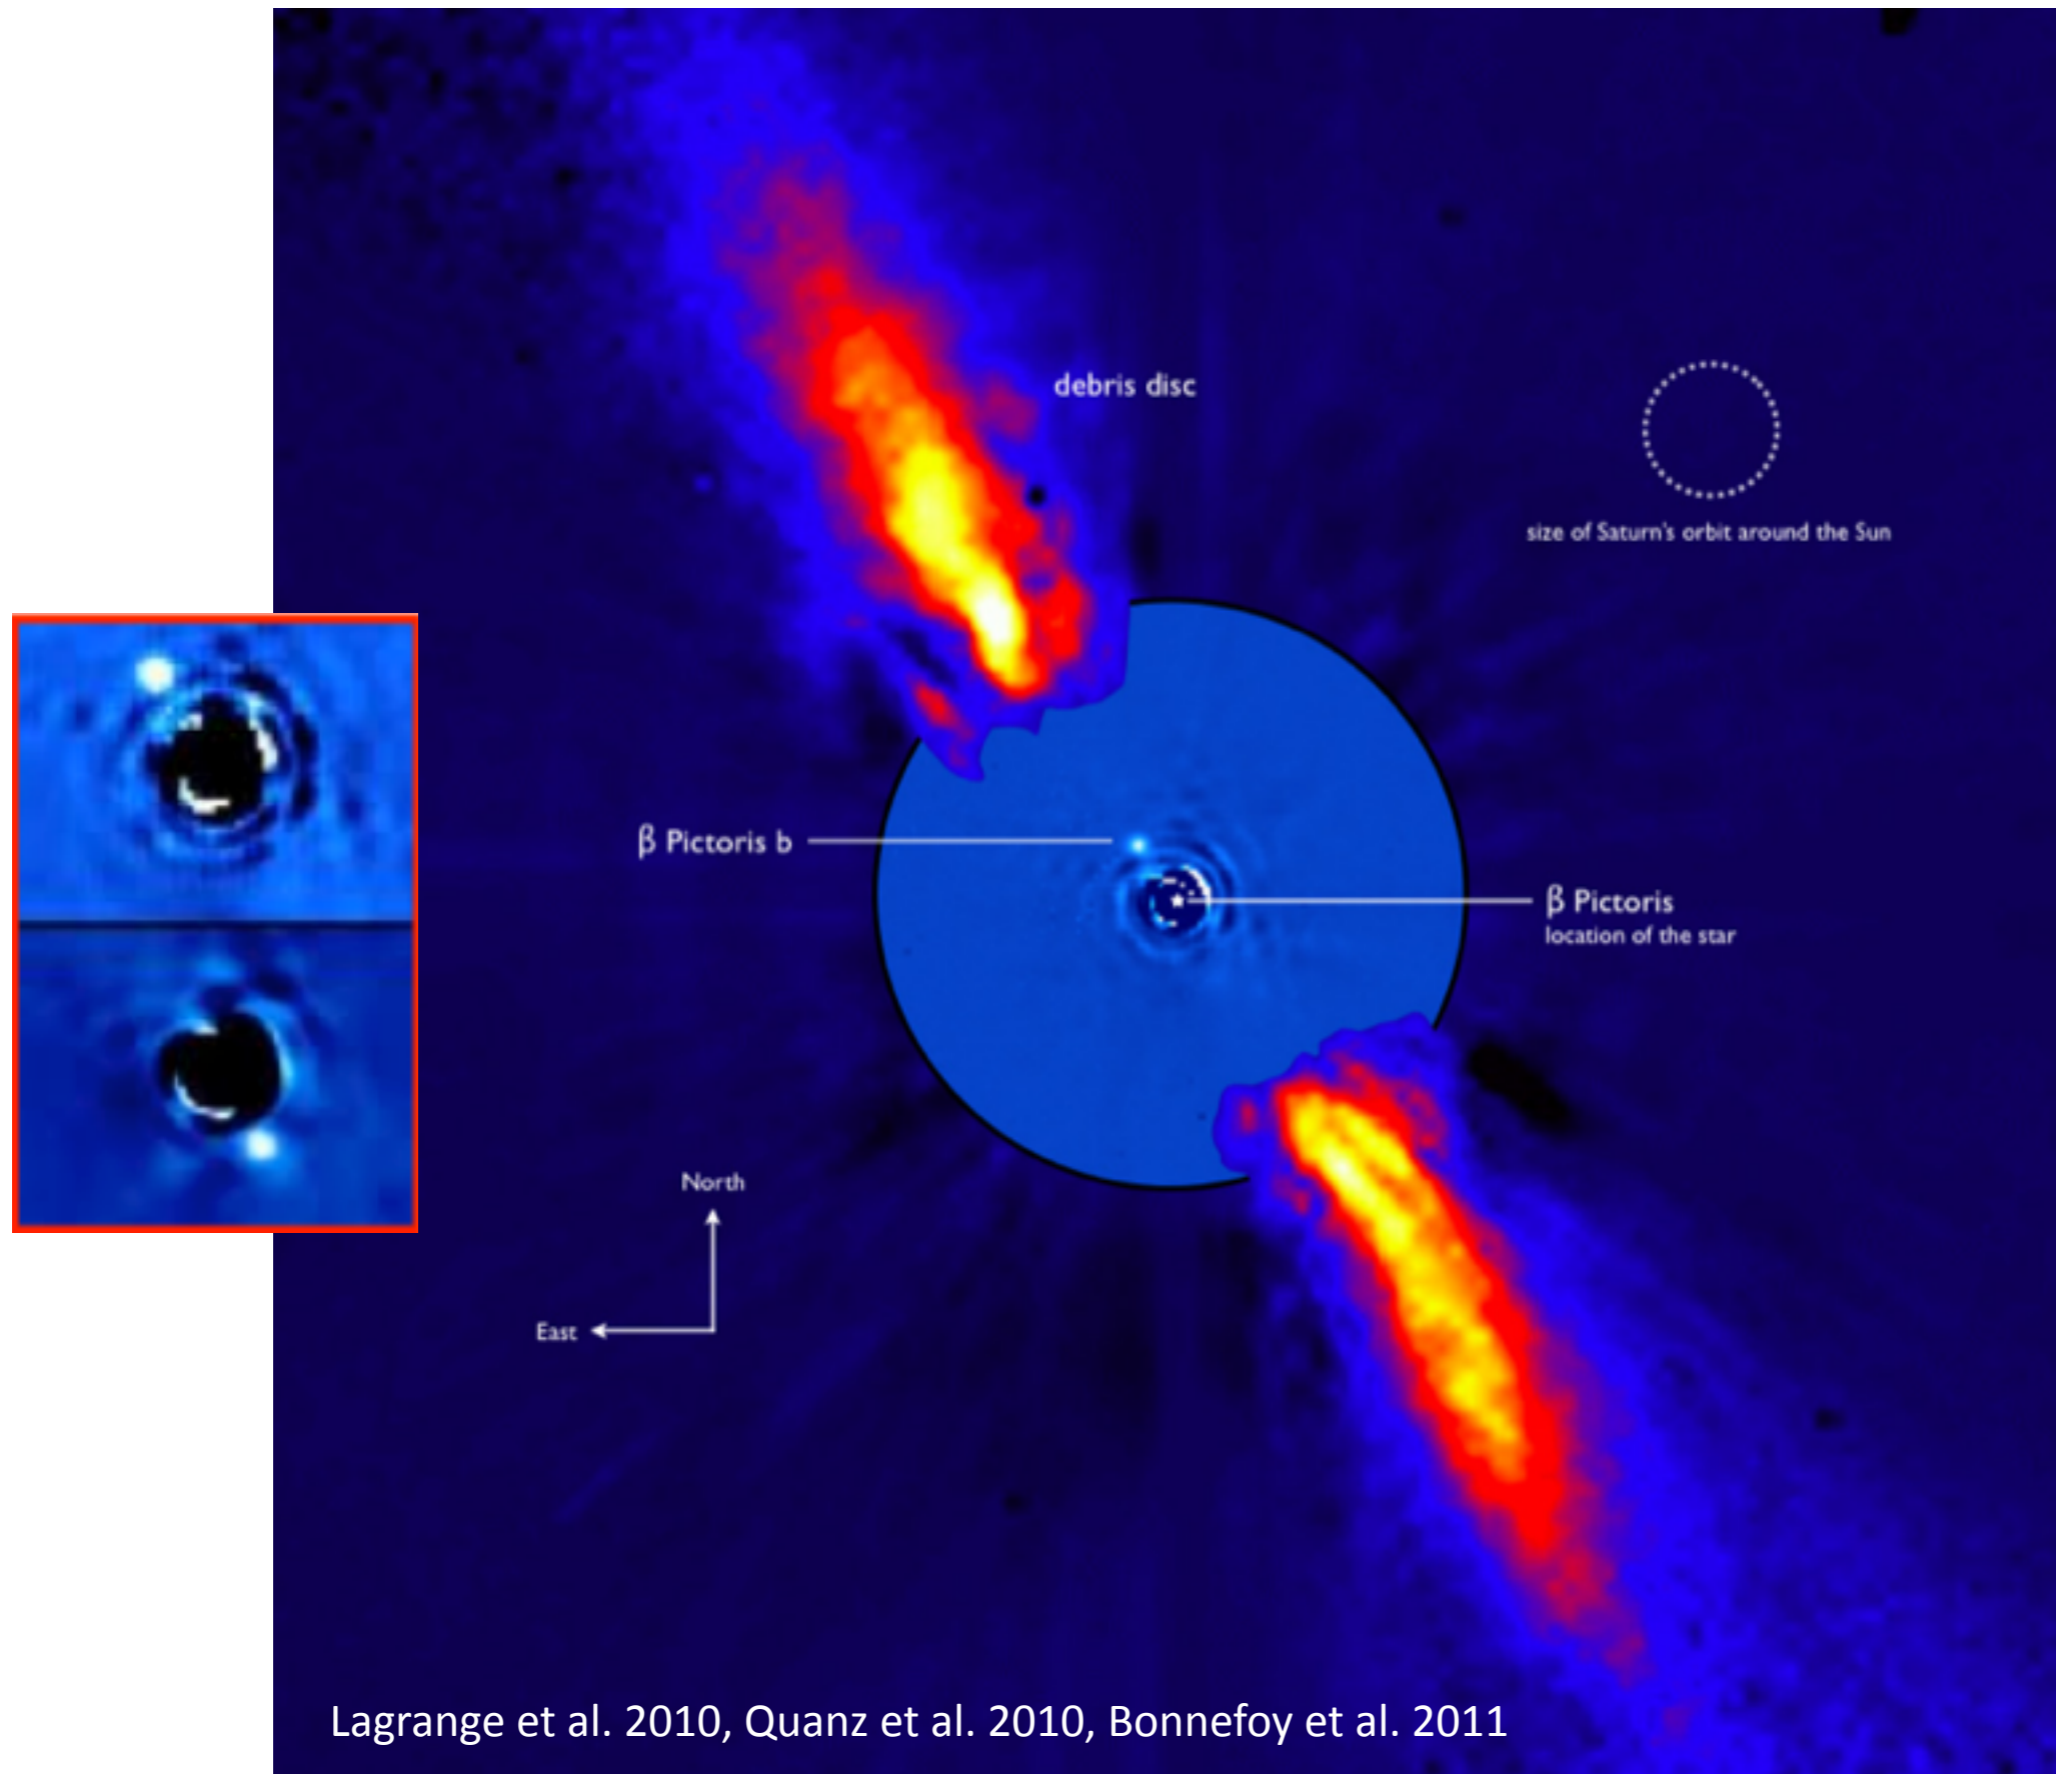 debris disc
size of Saturn's orbit around the Sun
β Pictoris b
β Pictoris
location of the star
North
East
Lagrange et al. 2010, Quanz et al. 2010, Bonnefoy et al. 2011